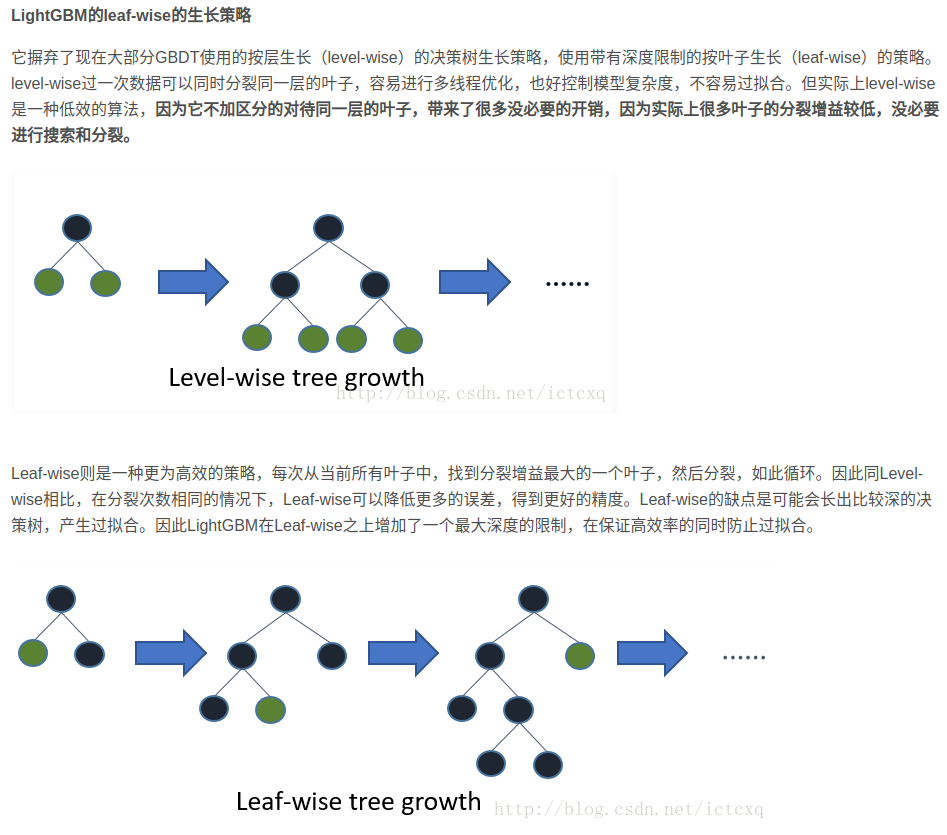 LightGBM的leaf-wise的生长策略
它摒弃了现在大部分GBDT使用的按层生长（level-wise）的决策树生长策略，使用带有深度限制的按叶子生长（leaf-wise）的策略。
level-wise过一次数据可以同时分裂同一层的叶子，容易进行多线程优化，也好控制模型复杂度，不容易过拟合。但实际上level-wise
是一种低效的算法，因为它不加区分的对待同一层的叶子，带来了很多没必要的开销，因为实际上很多叶子的分裂增益较低，没必要
进行搜索和分裂。
......
Level-wise tree growth
http://blog.csdn.net/ictcxq
Leaf-wise则是一种更为高效的策略，每次从当前所有叶子中，找到分裂增益最大的一个叶子，然后分裂，如此循环。因此同Level-
wise相比，在分裂次数相同的情况下，Leaf-wise可以降低更多的误差，得到更好的精度。Leaf-wise的缺点是可能会长出比较深的决
策树，产生过拟合。因此LightGBM在Leaf-wise之上增加了一个最大深度的限制，在保证高效率的同时防止过拟合。
......
Leaf-wise tree growth
http://blog.csdn.net/ictcxq